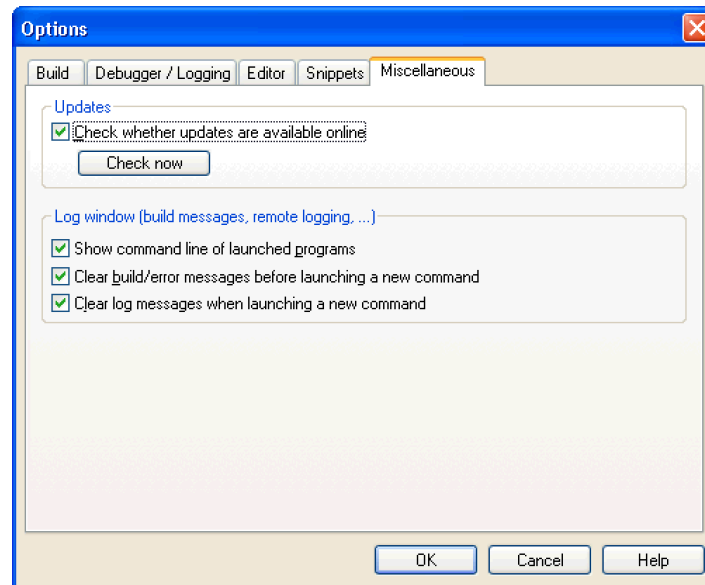 Options
Build Debugger / Logging Editor Snippets Miscellaneous
Updates
Check whether updates are available online
Check now
Log window (build messages, remote logging, ...)
Show command line of launched programs
Clear build/error messages before launching a new command
Clear log messages when launching a new command
OK Cancel Help